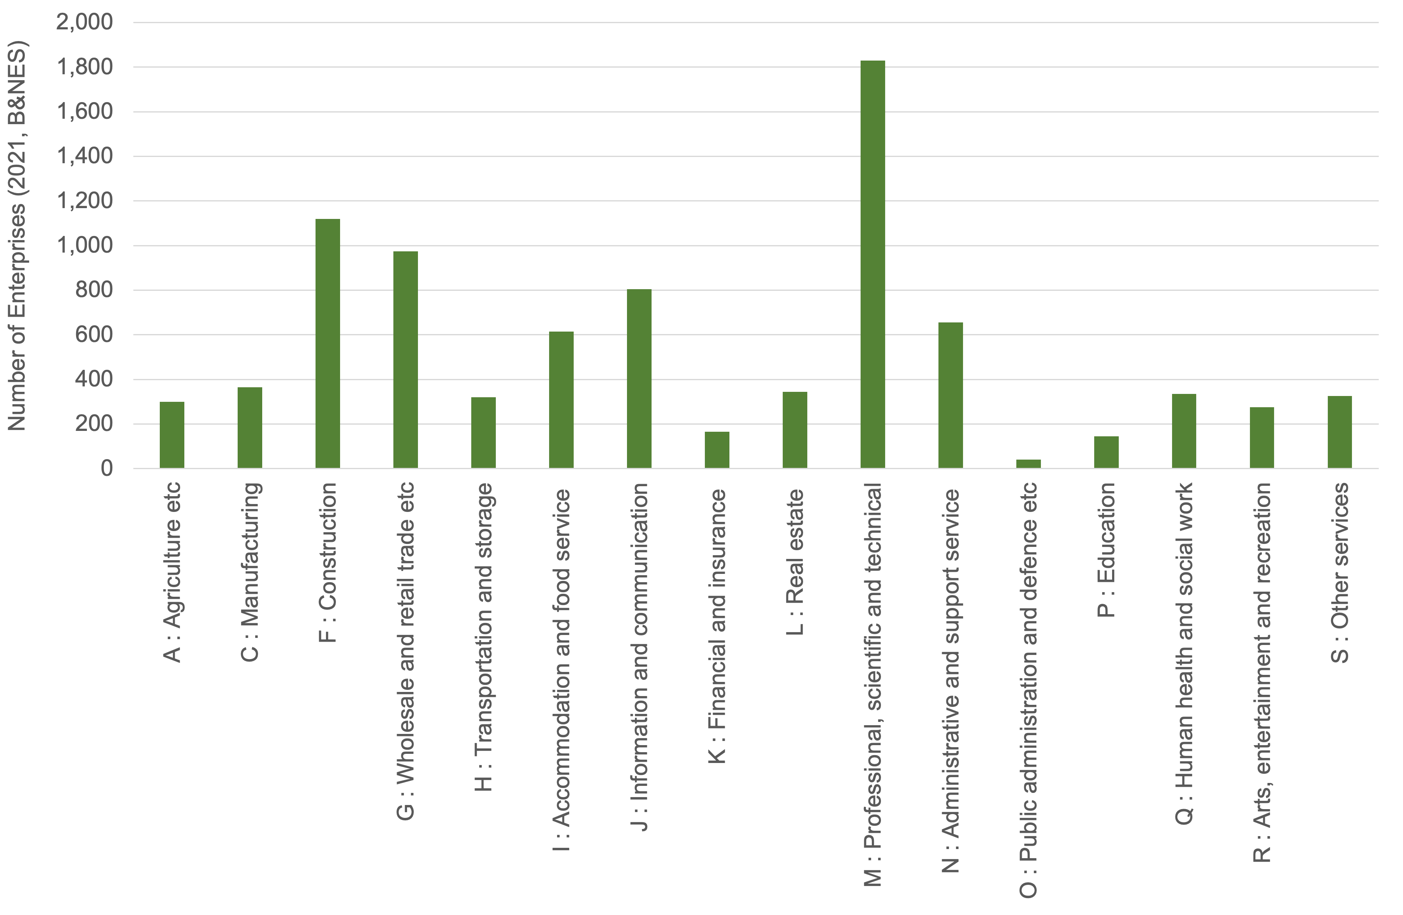 Number of Enterprises (2021, B&NES)
2,000
1,800
1,600
1,400
1,200
1,000
800
600
400
200
0
A : Agriculture etc
C : Manufacturing
F : Construction
G : Wholesale and retail trade etc
H : Transportation and storage
I : Accommodation and food service
J : Information and communication
K : Financial and insurance
L : Real estate
M : Professional, scientific and technical
N : Administrative and support service
O : Public administration and defence etc
P : Education
Q : Human health and social work
R : Arts, entertainment and recreation
S : Other services